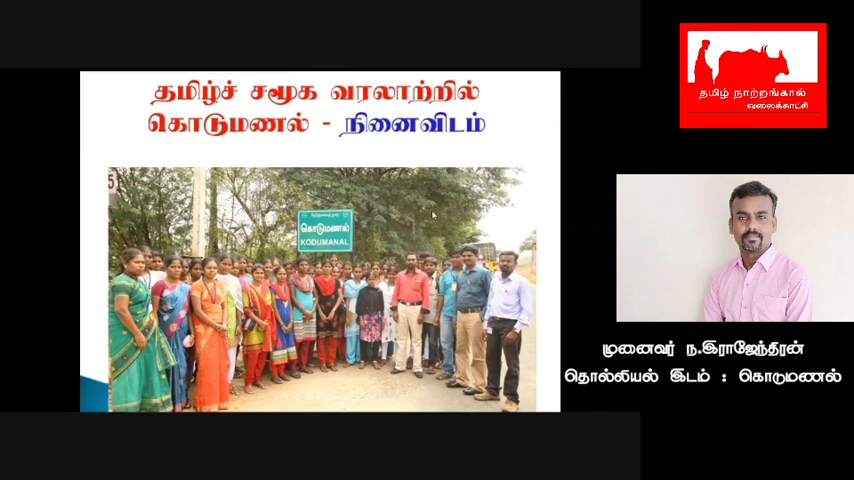 தமிழ்ச் சமூக வரலாற்றில்
கொடுமணல் - நினைவிடம்
கொடுமணல்
KODUMANAL
தமிழ் நாற்றங்கால்
வலைக்காட்சி
முனைவர் ந.இராஜேந்திரன்
தொல்லியல் இடம் : கொடுமணல்